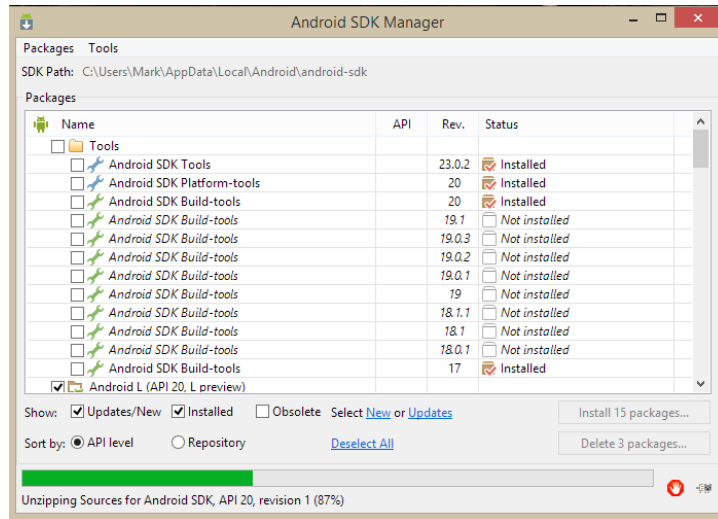 Android SDK Manager
Packages Tools
SDK Path: C:\Users\Mark\AppData\Local\Android\android-sdk
Packages
Name API Rev. Status
Tools
Android SDK Tools 23.0.2 Installed
Android SDK Platform-tools 20 Installed
Android SDK Build-tools 20 Installed
Android SDK Build-tools 19.1 Not installed
Android SDK Build-tools 19.0.3 Not installed
Android SDK Build-tools 19.0.2 Not installed
Android SDK Build-tools 19.0.1 Not installed
Android SDK Build-tools 19 Not installed
Android SDK Build-tools 18.1.1 Not installed
Android SDK Build-tools 18.1 Not installed
Android SDK Build-tools 18.0.1 Not installed
Android SDK Build-tools 17 Installed
Android L (API 20, L preview)
Show: Updates/New Installed Obsolete Select New or Updates Install 15 packages...
Sort by: API level Repository Deselect All Delete 3 packages...
Unzipping Sources for Android SDK, API 20, revision 1 (87%)